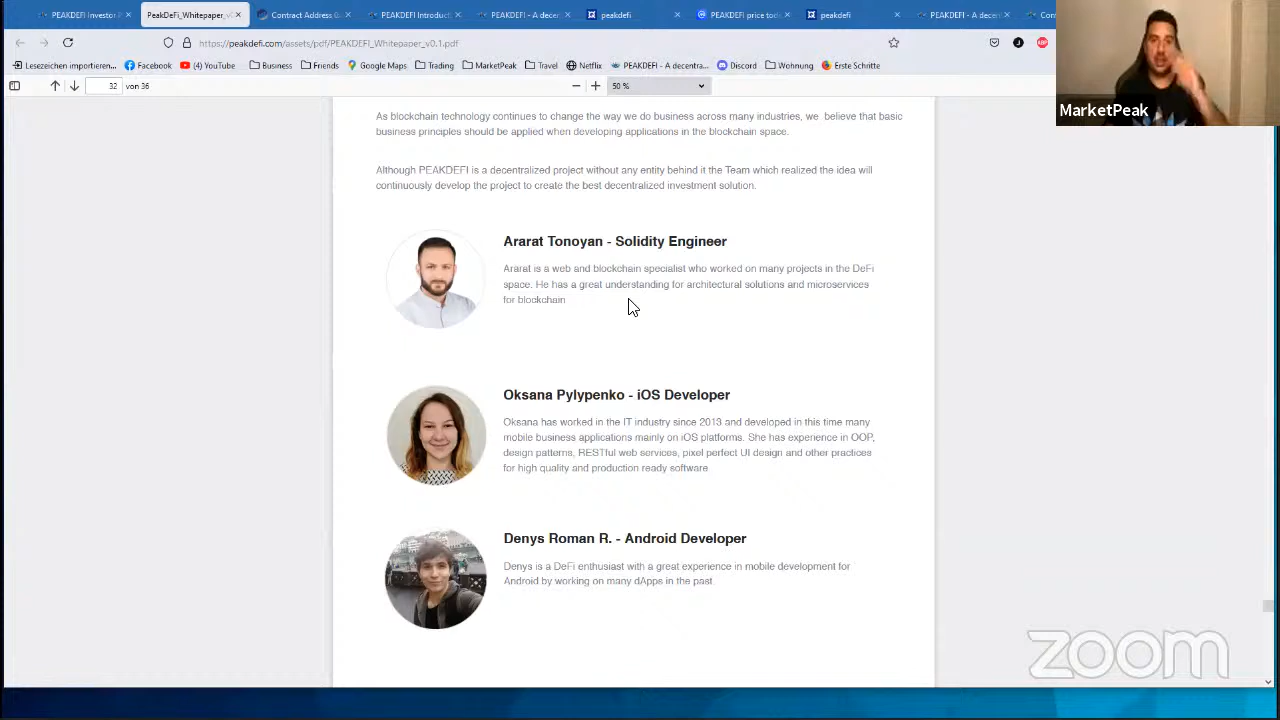 PEAKDEFI Investor P
PeakDeFi_Whitepaper_v0
Contract Address 0
PEAKDEFI Introduct
PEAKDEFI - A decen
peakdefi
PEAKDEFI price tod
peakdefi
PEAKDEFI - A decen
Con
https://peakdefi.com/assets/pdf/PEAKDEFI_Whitepaper_v0.1.pdf
Lesezeichen importieren...
Facebook
(4) YouTube
Business
Friends
Google Maps
Trading
MarketPeak
Travel
Netflix
PEAKDEFI - A decentra...
Discord
Wohnung
Erste Schritte
32 von 36
50 %
MarketPeak
As blockchain technology continues to change the way we do business across many industries, we believe that basic
business principles should be applied when developing applications in the blockchain space.
Although PEAKDEFI is a decentralized project without any entity behind it the Team which realized the idea will
continuously develop the project to create the best decentralized investment solution.
Ararat Tonoyan - Solidity Engineer
Ararat is a web and blockchain specialist who worked on many projects in the DeFi
space. He has a great understanding for architectural solutions and microservices
for blockchain
Oksana Pylypenko - iOS Developer
Oksana has worked in the IT industry since 2013 and developed in this time many
mobile business applications mainly on iOS platforms. She has experience in OOP,
design patterns, RESTful web services, pixel perfect UI design and other practices
for high quality and production ready software
Denys Roman R. - Android Developer
Denys is a DeFi enthusiast with a great experience in mobile development for
Android by working on many dApps in the past.
zoom